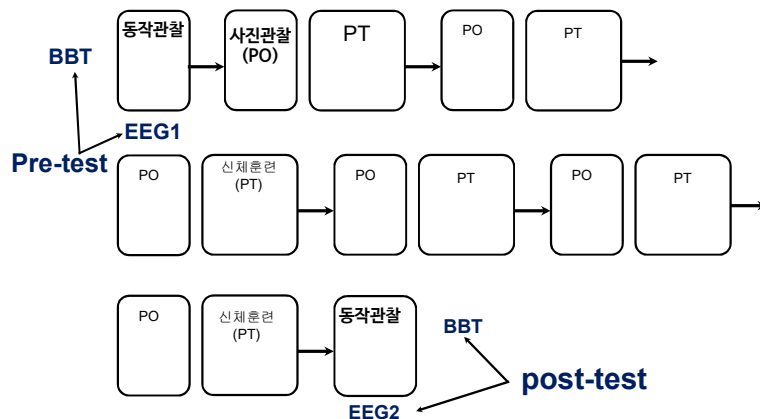 동작관찰
사진관찰
(PO)
PT
PO
PT
BBT
EEG1
Pre-test
PO
신체훈련
(PT)
PO
PT
PO
PT
PO
신체훈련
(PT)
동작관찰
BBT
post-test
EEG2